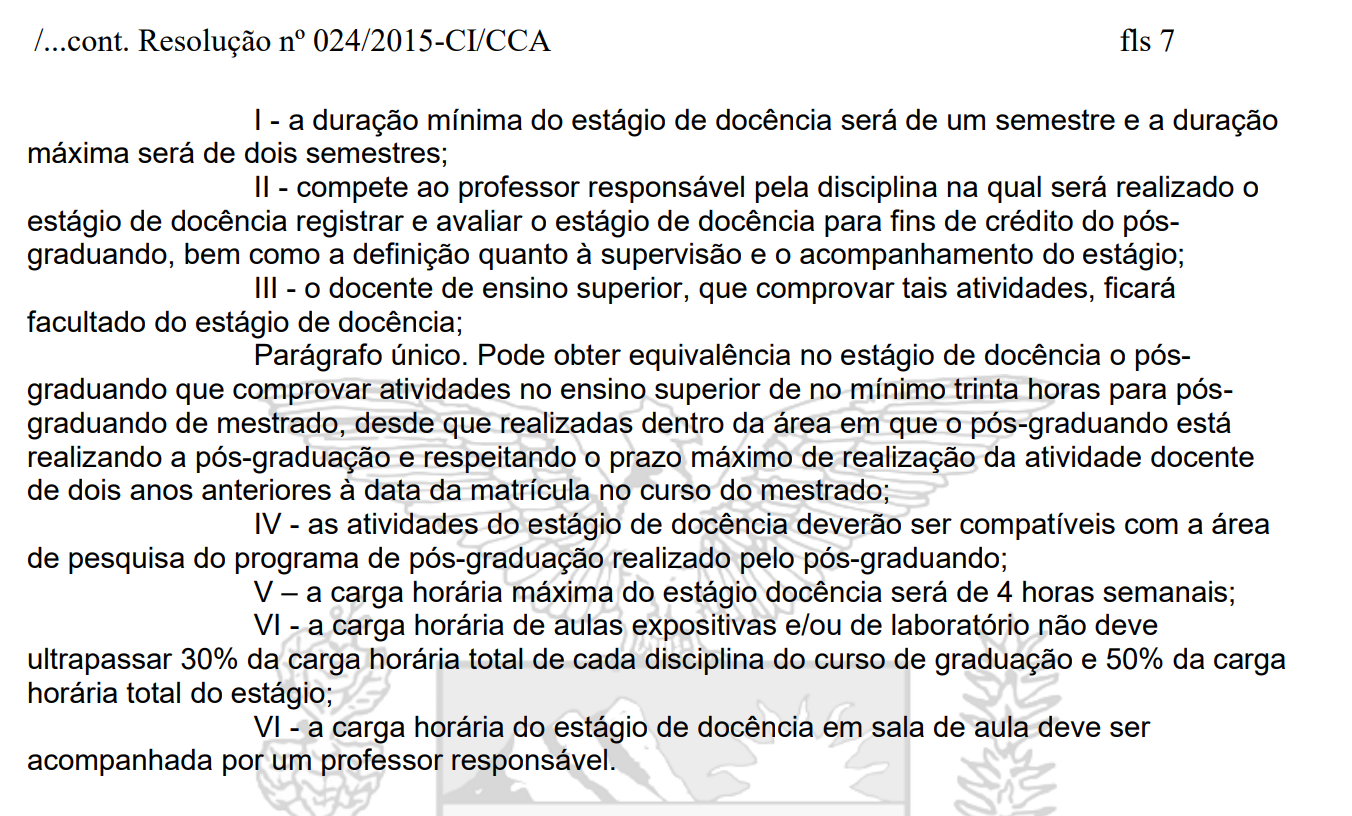 /...cont. Resolução nº 024/2015-CI/CCA fls 7
I - a duração mínima do estágio de docência será de um semestre e a duração
máxima será de dois semestres;
II - compete ao professor responsável pela disciplina na qual será realizado o
estágio de docência registrar e avaliar o estágio de docência para fins de crédito do pós-
graduando, bem como a definição quanto à supervisão e o acompanhamento do estágio;
III - o docente de ensino superior, que comprovar tais atividades, ficará
facultado do estágio de docência;
Parágrafo único. Pode obter equivalência no estágio de docência o pós-
graduando que comprovar atividades no ensino superior de no mínimo trinta horas para pós-
graduando de mestrado, desde que realizadas dentro da área em que o pós-graduando está
realizando a pós-graduação e respeitando o prazo máximo de realização da atividade docente
de dois anos anteriores à data da matrícula no curso do mestrado;
IV - as atividades do estágio de docência deverão ser compatíveis com a área
de pesquisa do programa de pós-graduação realizado pelo pós-graduando;
V – a carga horária máxima do estágio docência será de 4 horas semanais;
VI - a carga horária de aulas expositivas e/ou de laboratório não deve
ultrapassar 30% da carga horária total de cada disciplina do curso de graduação e 50% da carga
horária total do estágio;
VI - a carga horária do estágio de docência em sala de aula deve ser
acompanhada por um professor responsável.